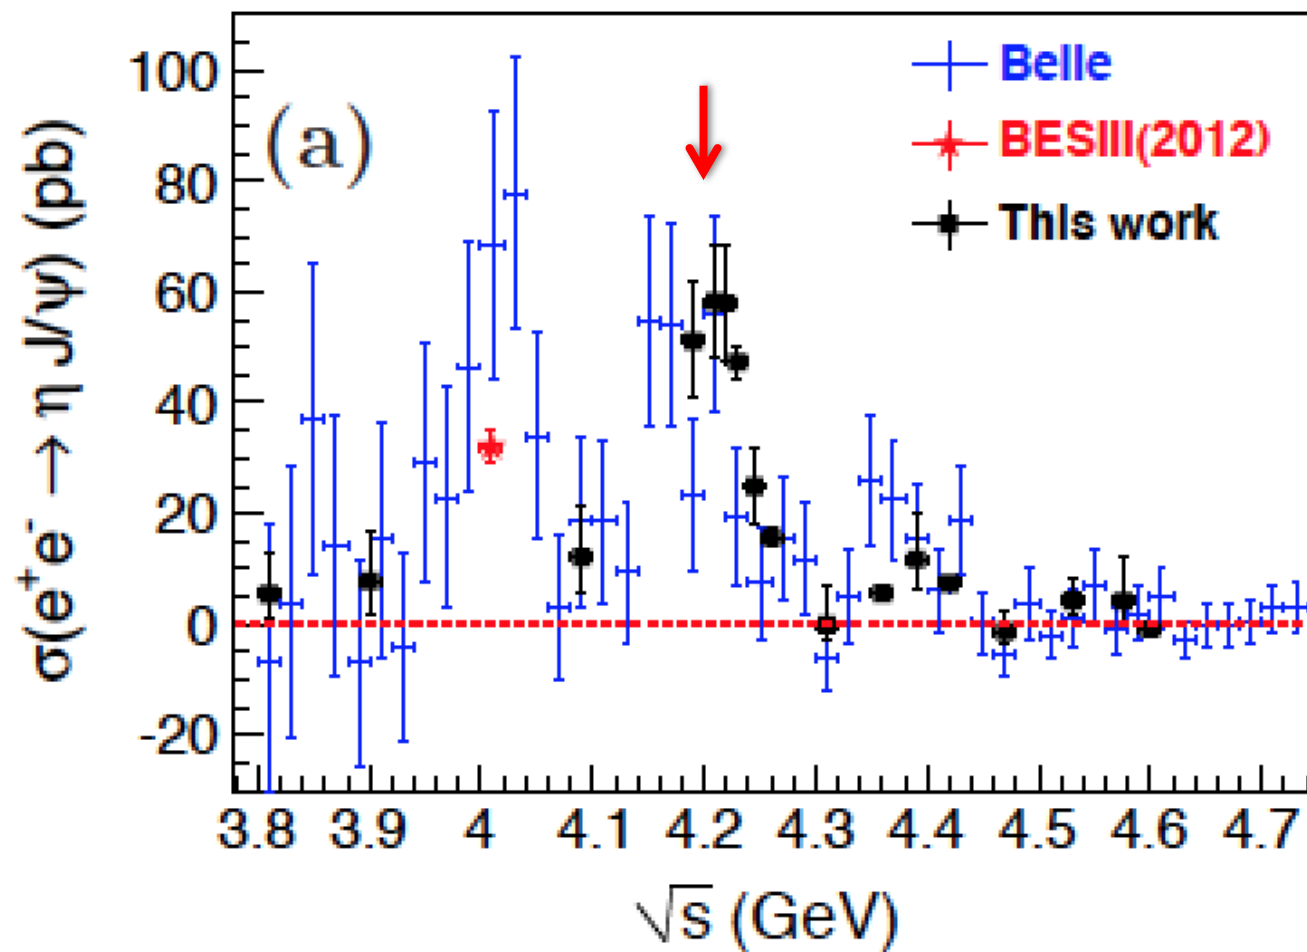 (a)
Belle
BESIII(2012)
This work
σ(e⁺e⁻ → η J/ψ) (pb)
100
80
60
40
20
0
-20
3.8 3.9 4 4.1 4.2 4.3 4.4 4.5 4.6 4.7
√s (GeV)